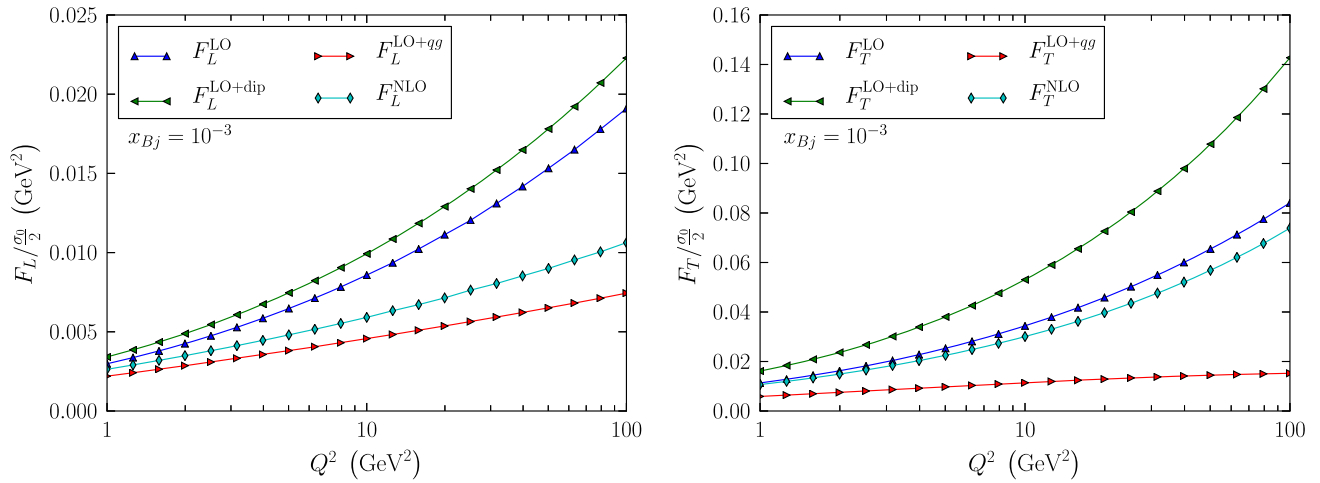 F_L^LO F_L^LO+qg
F_L^LO+dip F_L^NLO
x_Bj = 10^−3
F_L/σ_0/2 (GeV^2)
0.025
0.020
0.015
0.010
0.005
0.000
1 10 100
Q^2 (GeV^2)
F_T^LO F_T^LO+qg
F_T^LO+dip F_T^NLO
x_Bj = 10^−3
F_T/σ_0/2 (GeV^2)
0.16
0.14
0.12
0.10
0.08
0.06
0.04
0.02
0.00
1 10 100
Q^2 (GeV^2)